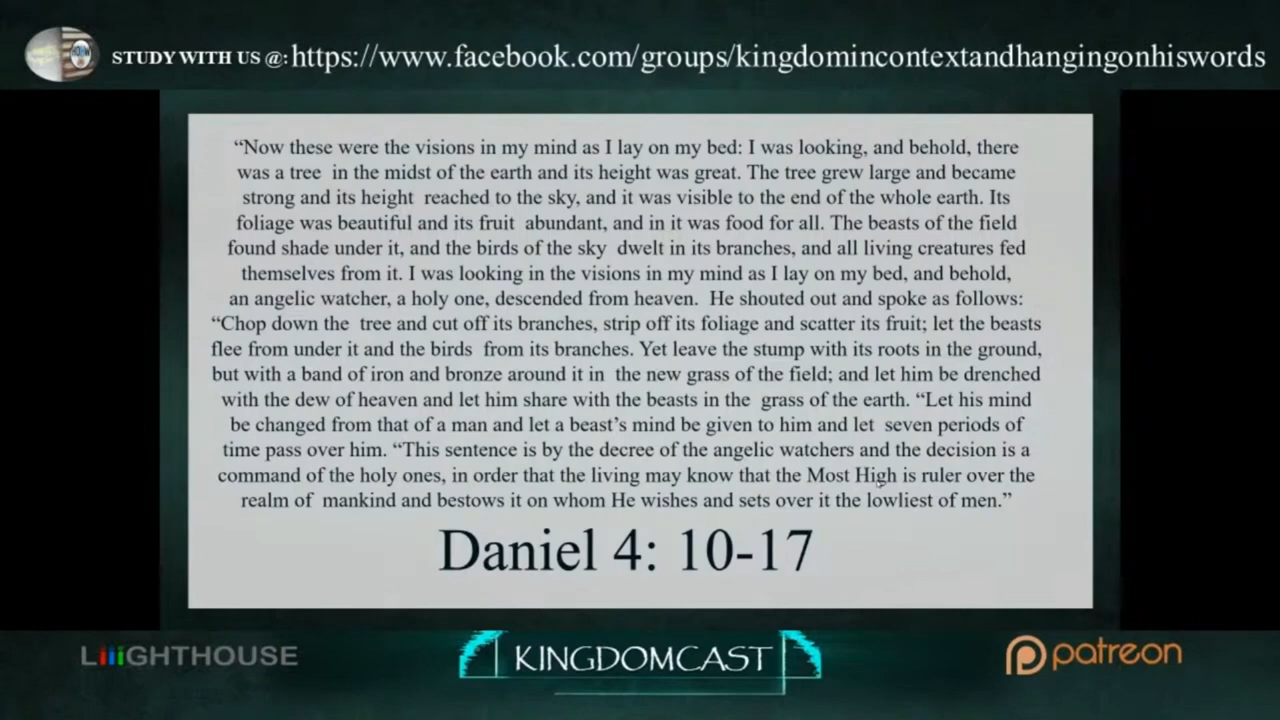 STUDY WITH US @: https://www.facebook.com/groups/kingdomincontextandhangingonhiswords
“Now these were the visions in my mind as I lay on my bed: I was looking, and behold, there
was a tree in the midst of the earth and its height was great. The tree grew large and became
strong and its height reached to the sky, and it was visible to the end of the whole earth. Its
foliage was beautiful and its fruit abundant, and in it was food for all. The beasts of the field
found shade under it, and the birds of the sky dwelt in its branches, and all living creatures fed
themselves from it. I was looking in the visions in my mind as I lay on my bed, and behold,
an angelic watcher, a holy one, descended from heaven. He shouted out and spoke as follows:
“Chop down the tree and cut off its branches, strip off its foliage and scatter its fruit; let the beasts
flee from under it and the birds from its branches. Yet leave the stump with its roots in the ground,
but with a band of iron and bronze around it in the new grass of the field; and let him be drenched
with the dew of heaven and let him share with the beasts in the grass of the earth. “Let his mind
be changed from that of a man and let a beast’s mind be given to him and let seven periods of
time pass over him. “This sentence is by the decree of the angelic watchers and the decision is a
command of the holy ones, in order that the living may know that the Most High is ruler over the
realm of mankind and bestows it on whom He wishes and sets over it the lowliest of men.”
Daniel 4: 10-17
LiiiGHTHOUSE
KINGDOMCAST
patreon